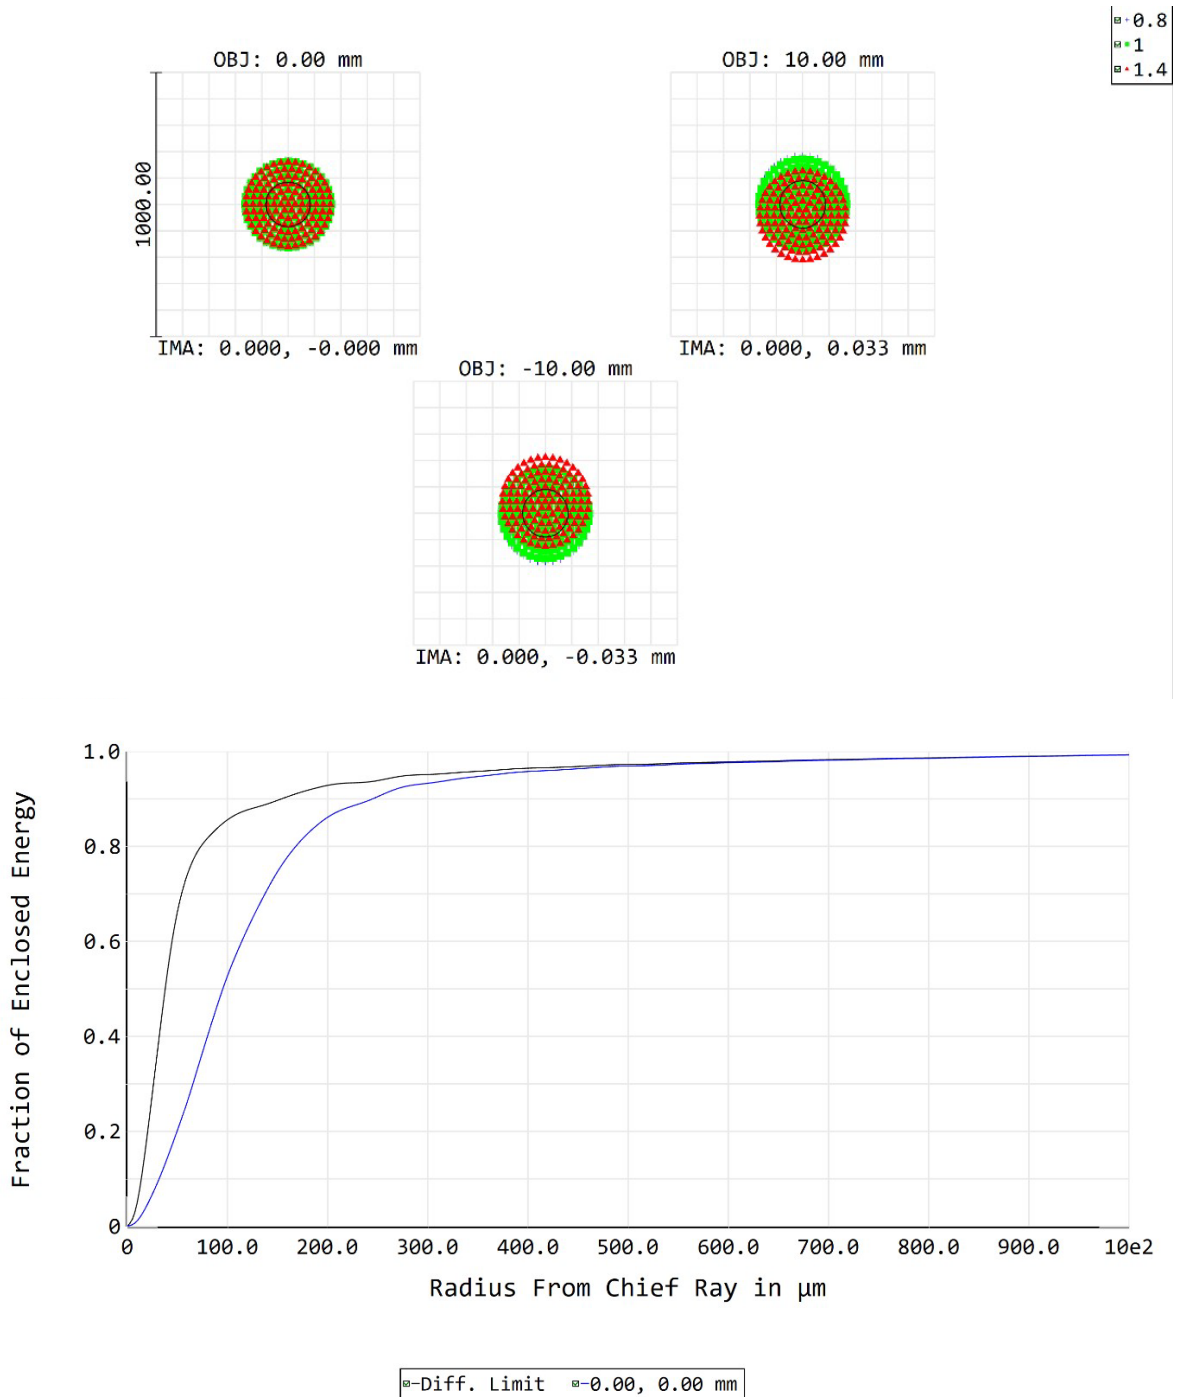 0.8
1
1.4
OBJ: 0.00 mm
OBJ: 10.00 mm
1000.00
IMA: 0.000, -0.000 mm
IMA: 0.000, 0.033 mm
OBJ: -10.00 mm
IMA: 0.000, -0.033 mm
1.0
0.8
0.6
0.4
0.2
0
Fraction of Enclosed Energy
0 100.0 200.0 300.0 400.0 500.0 600.0 700.0 800.0 900.0 10e2
Radius From Chief Ray in μm
Diff. Limit 0.00, 0.00 mm